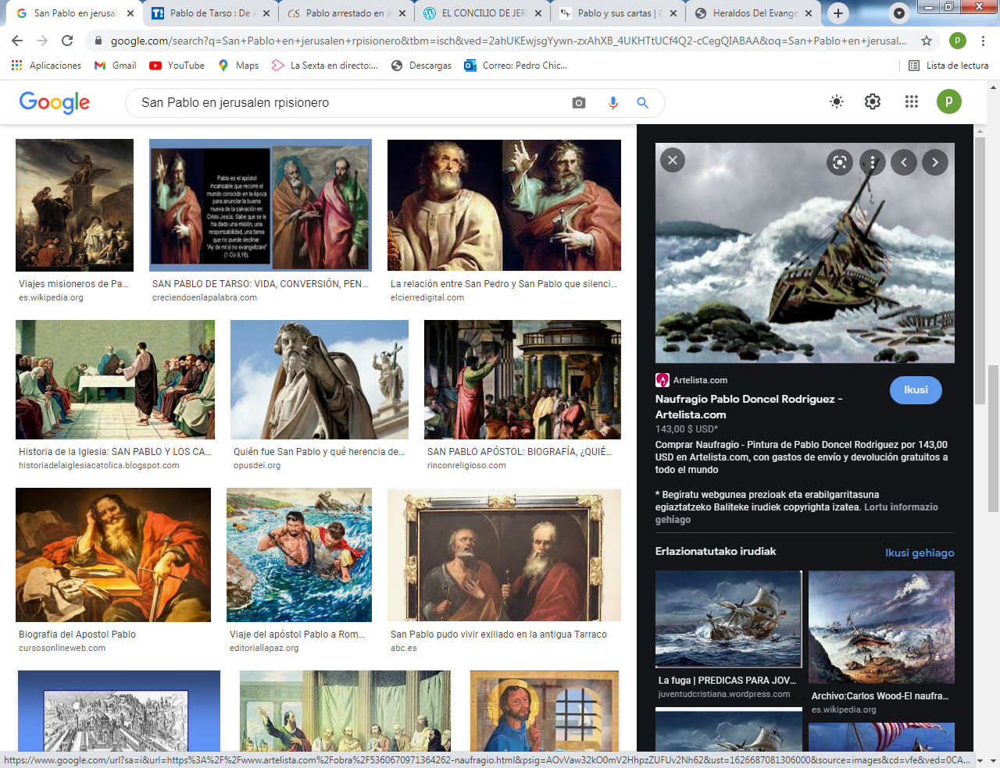 San Pablo en jerusale
Pablo de Tarso : De A
Pablo arrestado en Je
EL CONCILIO DE JERU
Pablo y sus cartas | C
Heraldos Del Evange
google.com/search?q=San+Pablo+en+jerusalen+rpisionero&tbm=isch&ved=2ahUKEwjsgYywn-zxAhXB_4UKHTtUCf4Q2-cCegQIABAA&oq=San+Pablo+en+jerusal...
p
Aplicaciones
Gmail
YouTube
Maps
La Sexta en directo:...
Descargas
Correo: Pedro Chic...
Lista de lectura
Google
San Pablo en jerusalen rpisionero
p
Pablo es el apóstol
incansable que recorre el
mundo conocido en la época
para anunciar la buena
nueva de la salvación en
Cristo Jesús. Sabe que se le
ha dado una misión, una
responsabilidad, una tarea
que no puede declinar.
"Ay de mí si no evangelizare"
(1 Co 9,16).
Viajes misioneros de Pa...
es.wikipedia.org
SAN PABLO DE TARSO: VIDA, CONVERSIÓN, PEN...
creciendoenlapalabra.com
La relación entre San Pedro y San Pablo que silenci...
elcierredigital.com
Historia de la Iglesia: SAN PABLO Y LOS CA...
historiadelaiglesiacatolica.blogspot.com
Quién fue San Pablo y qué herencia de...
opusdei.org
SAN PABLO APÓSTOL: BIOGRAFÍA, ¿QUIÉ...
rinconreligioso.com
Biografia del Apostol Pablo
cursosonlineweb.com
Viaje del apóstol Pablo a Rom...
editoriallapaz.org
San Pablo pudo vivir exiliado en la antigua Tarraco
abc.es
Artelista.com
Naufragio Pablo Doncel Rodriguez -
Artelista.com
143,00 $ USD*
Ikusi
Comprar Naufragio - Pintura de Pablo Doncel Rodriguez por 143,00
USD en Artelista.com, con gastos de envío y devolución gratuitos a
todo el mundo
* Begiratu webgunea prezioak eta erabilgarritasuna
egiaztatzeko Baliteke irudiek copyrighta izatea. Lortu informazio
gehiago
Erlazionatutako irudiak
Ikusi gehiago
La fuga | PREDICAS PARA JOV...
juventudcristiana.wordpress.com
Archivo:Carlos Wood-El naufra...
es.wikipedia.org
https://www.google.com/url?sa=i&url=https%3A%2F%2Fwww.artelista.com%2Fobra%2F5360670971364262-naufragio.html&psig=AOvVaw32kO0mV2HhpzZUFUv2Nh62&ust=1626687081306000&source=images&cd=vfe&ved=0CA...